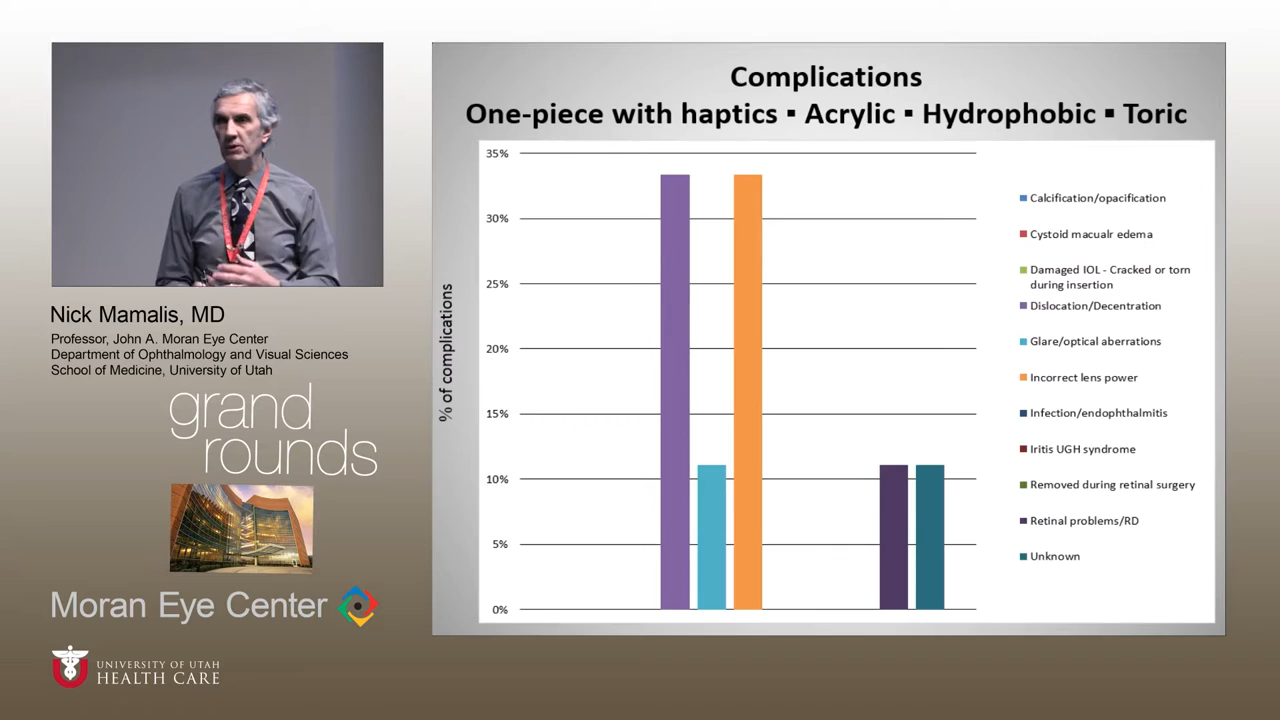 Nick Mamalis, MD
Professor, John A. Moran Eye Center
Department of Ophthalmology and Visual Sciences
School of Medicine, University of Utah
grand
rounds
Moran Eye Center
UNIVERSITY OF UTAH
HEALTH CARE
Complications
One-piece with haptics ▪ Acrylic ▪ Hydrophobic ▪ Toric
% of complications
35%
30%
25%
20%
15%
10%
5%
0%
Calcification/opacification
Cystoid macualr edema
Damaged IOL - Cracked or torn
during insertion
Dislocation/Decentration
Glare/optical aberrations
Incorrect lens power
Infection/endophthalmitis
Iritis UGH syndrome
Removed during retinal surgery
Retinal problems/RD
Unknown